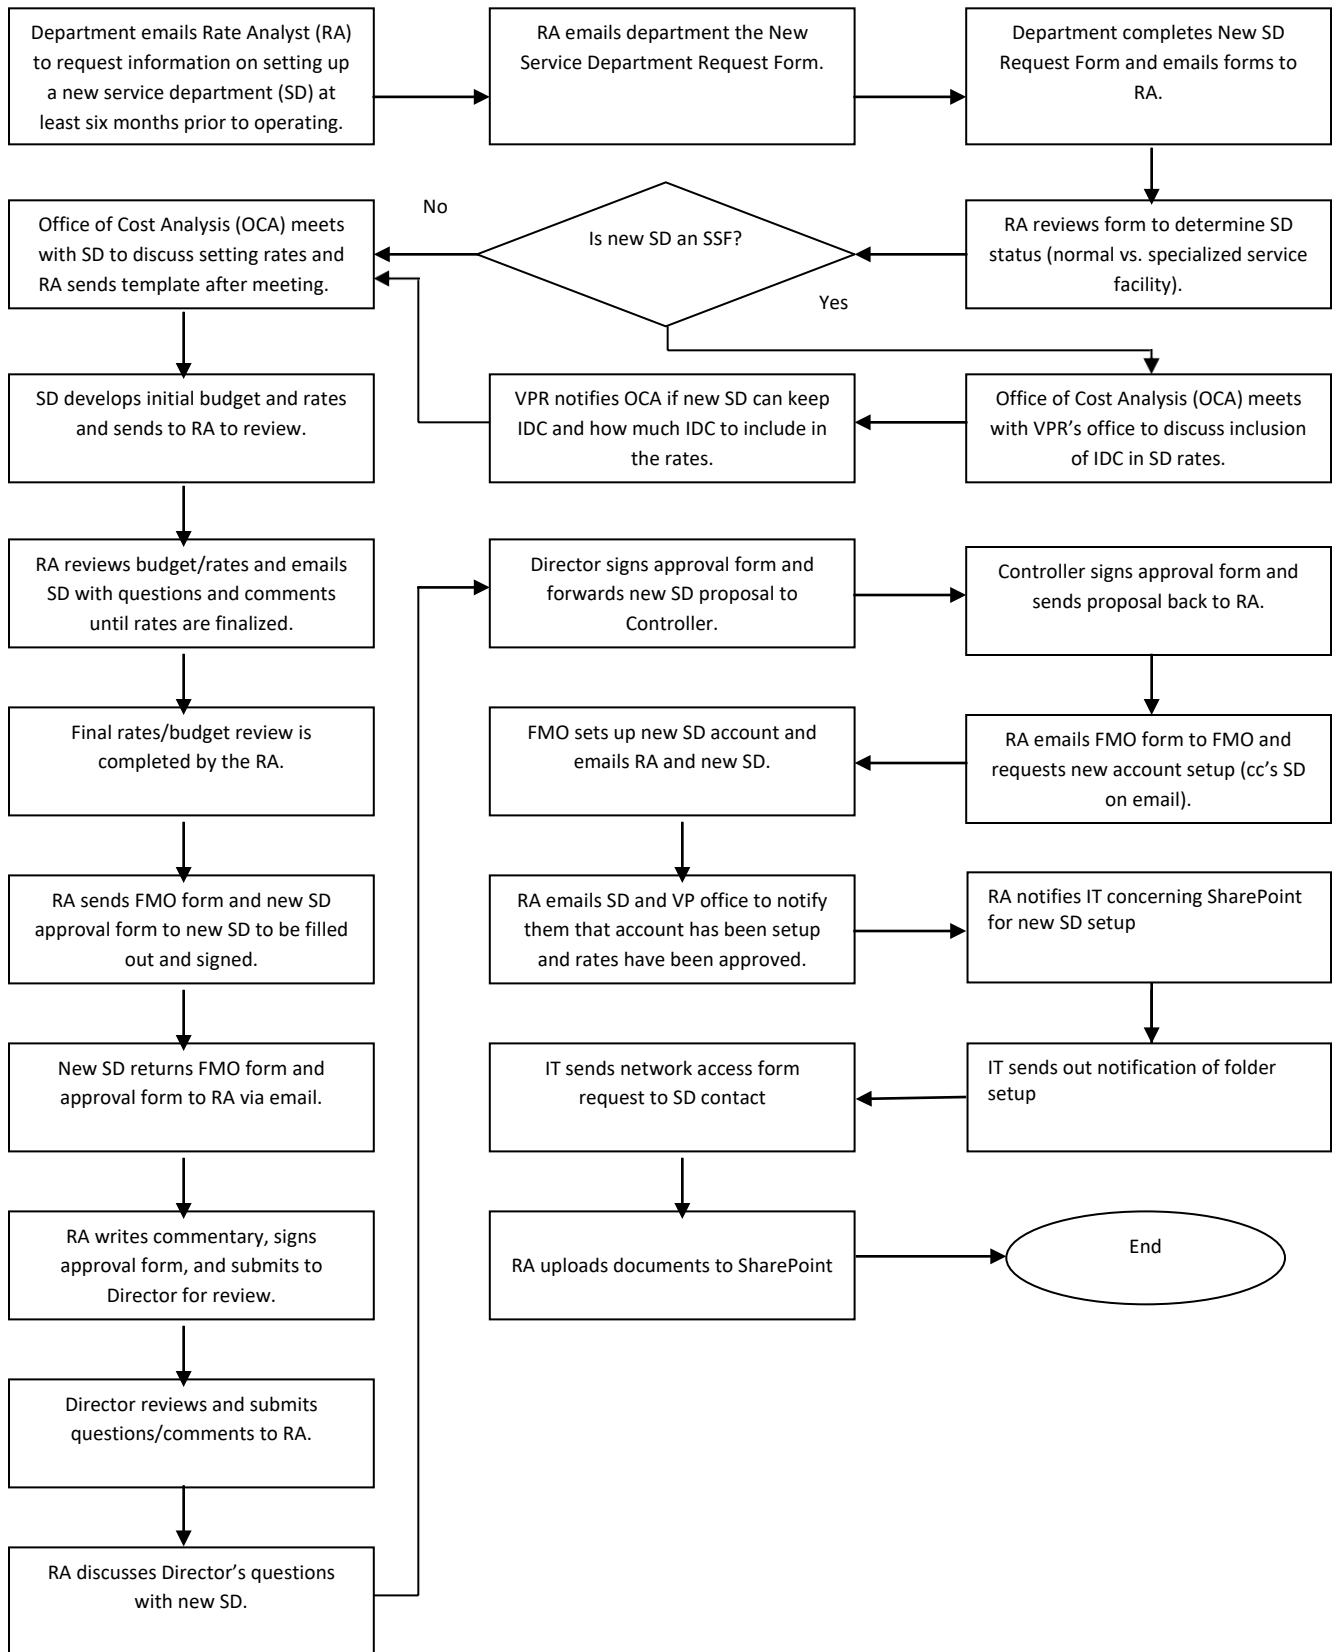 Department emails Rate Analyst (RA)
to request information on setting up
a new service department (SD) at
least six months prior to operating.
RA emails department the New
Service Department Request Form.
Department completes New SD
Request Form and emails forms to
RA.
RA reviews form to determine SD
status (normal vs. specialized service
facility).
Is new SD an SSF?
No
Yes
Office of Cost Analysis (OCA) meets
with SD to discuss setting rates and
RA sends template after meeting.
Office of Cost Analysis (OCA) meets
with VPR’s office to discuss inclusion
of IDC in SD rates.
VPR notifies OCA if new SD can keep
IDC and how much IDC to include in
the rates.
SD develops initial budget and rates
and sends to RA to review.
RA reviews budget/rates and emails
SD with questions and comments
until rates are finalized.
Final rates/budget review is
completed by the RA.
RA sends FMO form and new SD
approval form to new SD to be filled
out and signed.
New SD returns FMO form and
approval form to RA via email.
RA writes commentary, signs
approval form, and submits to
Director for review.
Director reviews and submits
questions/comments to RA.
RA discusses Director’s questions
with new SD.
Director signs approval form and
forwards new SD proposal to
Controller.
Controller signs approval form and
sends proposal back to RA.
RA emails FMO form to FMO and
requests new account setup (cc’s SD
on email).
FMO sets up new SD account and
emails RA and new SD.
RA emails SD and VP office to notify
them that account has been setup
and rates have been approved.
RA notifies IT concerning SharePoint
for new SD setup
IT sends out notification of folder
setup
IT sends network access form
request to SD contact
RA uploads documents to SharePoint
End